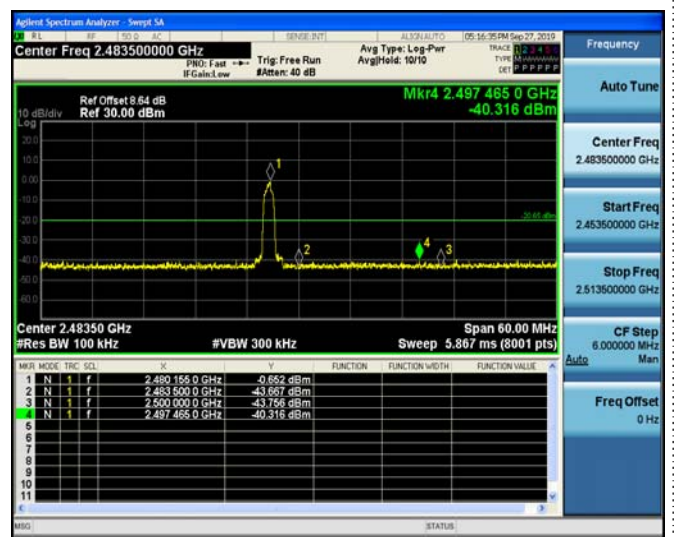 Agilent Spectrum Analyzer - Swept SA
RL RF 50 Ω AC SENSE:INT ALIGNAUTO 05:16:35 PM Sep 27, 2019
Center Freq 2.483500000 GHz
PNO: Fast
IFGain:Low
Trig: Free Run
#Atten: 40 dB
Avg Type: Log-Pwr
Avg|Hold: 10/10
TRACE 1 2 3 4 5 6
TYPE
DET P P P P P P
Ref Offset 8.64 dB
Ref 30.00 dBm
10 dB/div
Log
Mkr4 2.497 465 0 GHz
-40.316 dBm
20.0
10.0
0.00
-10.0
-20.0
-30.0
-40.0
-50.0
-60.0
1
2
4
3
-20.65 dBm
Center 2.48350 GHz
Span 60.00 MHz
#Res BW 100 kHz
#VBW 300 kHz
Sweep 5.867 ms (8001 pts)
MKR MODE TRC SCL X Y FUNCTION FUNCTION WIDTH FUNCTION VALUE
1 N 1 f 2.480 155 0 GHz -0.652 dBm
2 N 1 f 2.483 500 0 GHz -43.667 dBm
3 N 1 f 2.500 000 0 GHz -43.756 dBm
4 N 1 f 2.497 465 0 GHz -40.316 dBm
5
6
7
8
9
10
11
MSG
STATUS
Frequency
Auto Tune
Center Freq
2.483500000 GHz
Start Freq
2.453500000 GHz
Stop Freq
2.513500000 GHz
CF Step
6.000000 MHz
Auto Man
Freq Offset
0 Hz